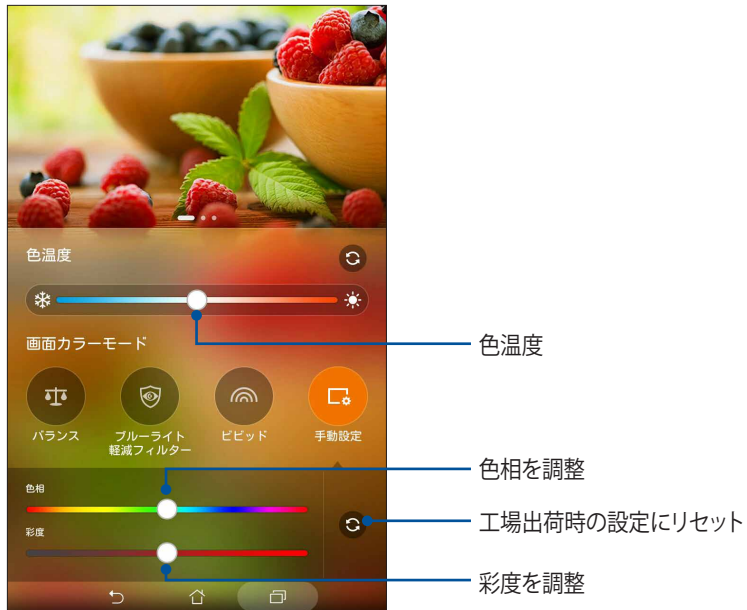 色温度
画面カラーモード
バランス
ブルーライト
軽減フィルター
ビビッド
手動設定
色相
彩度
色温度
色相を調整
工場出荷時の設定にリセット
彩度を調整